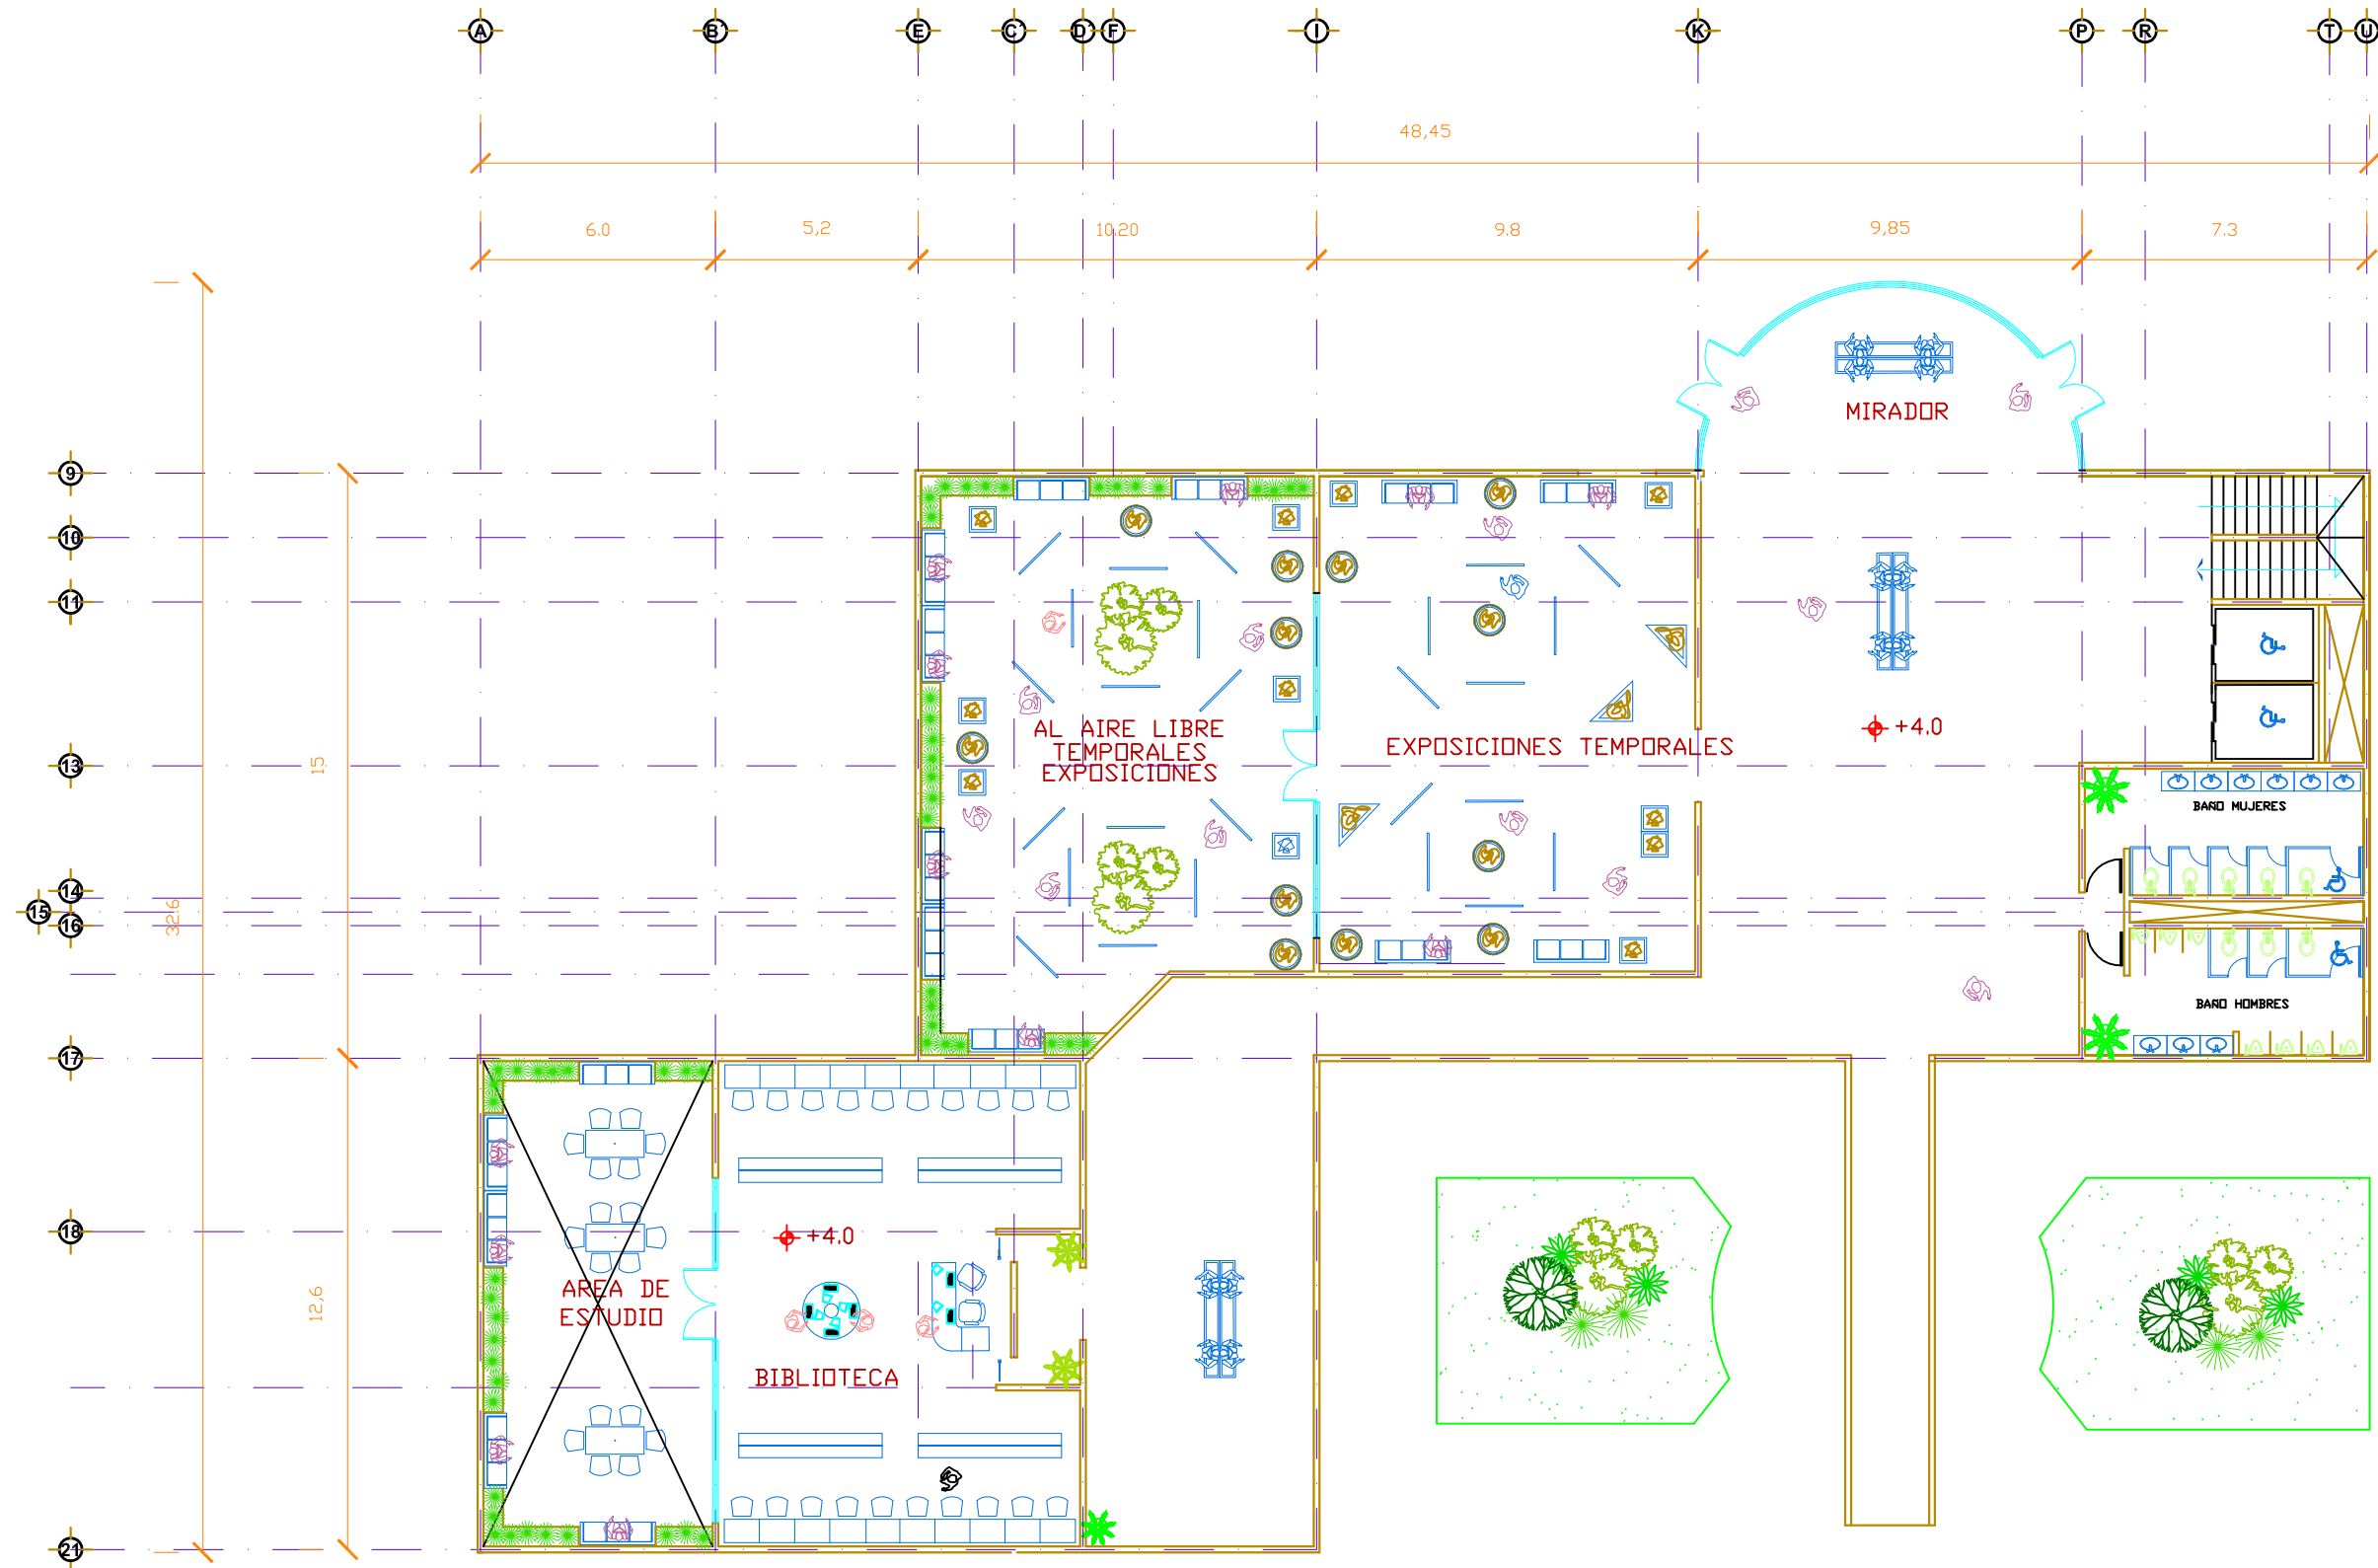 A B' E C' D' F I K P R T U
48,45
6.0 5,2 10,20 9.8 9,85 7.3
MIRADOR
9
10
11
AL AIRE LIBRE
TEMPORALES
EXPOSICIONES
EXPOSICIONES TEMPORALES
+4.0
13
15
BAÑO MUJERES
14
15
16
32.6
BAÑO HOMBRES
17
18
+4.0
AREA DE
ESTUDIO
12,6
BIBLIOTECA
21